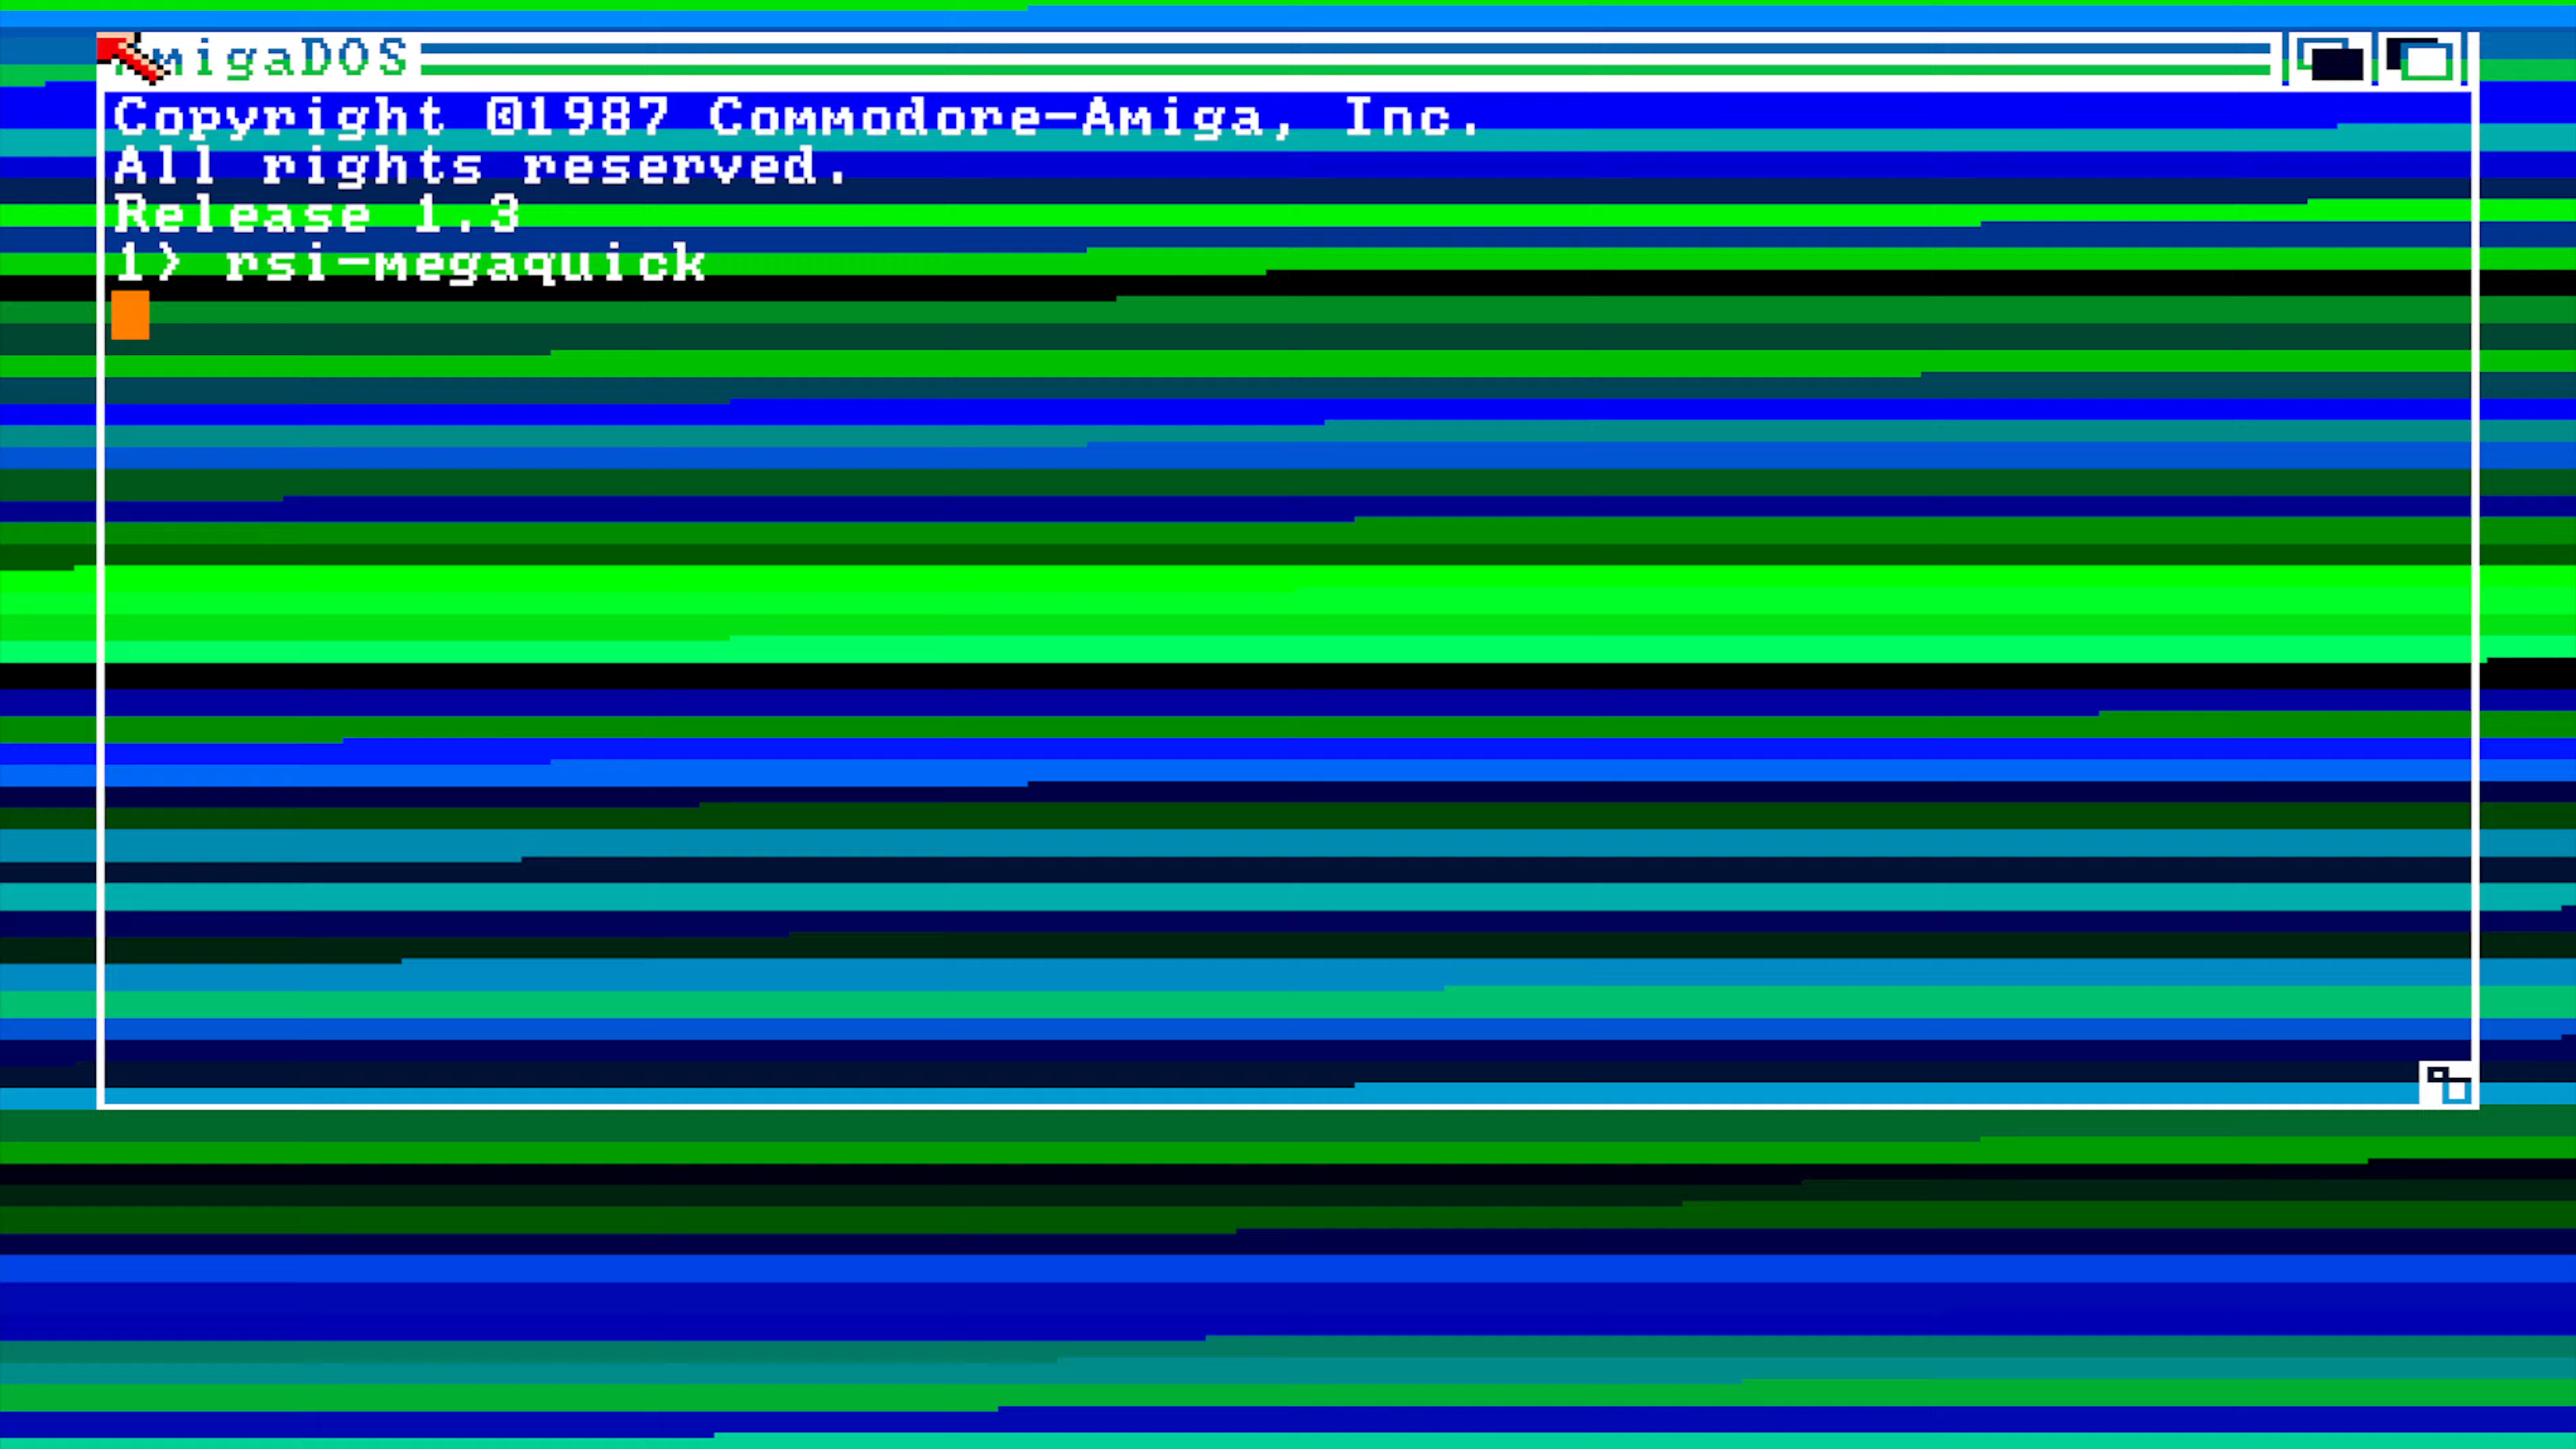 AmigaDOS
Copyright ©1987 Commodore-Amiga, Inc.
All rights reserved.
Release 1.3
1> rsi-megaquick